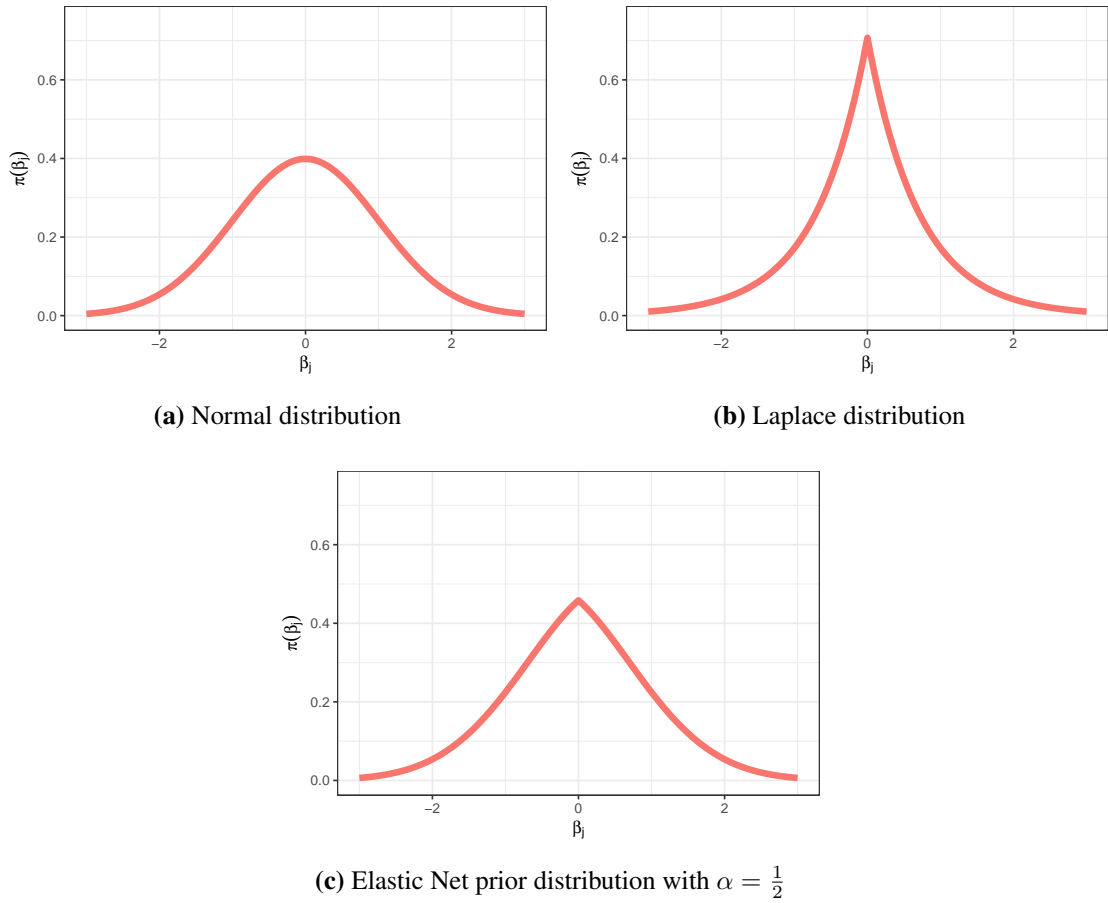 0.6
0.4
0.2
0.0
π(βj)
−2 0 2
βj
(a) Normal distribution
0.6
0.4
0.2
0.0
π(βj)
−2 0 2
βj
(b) Laplace distribution
0.6
0.4
0.2
0.0
π(βj)
−2 0 2
βj
(c) Elastic Net prior distribution with α = 1/2